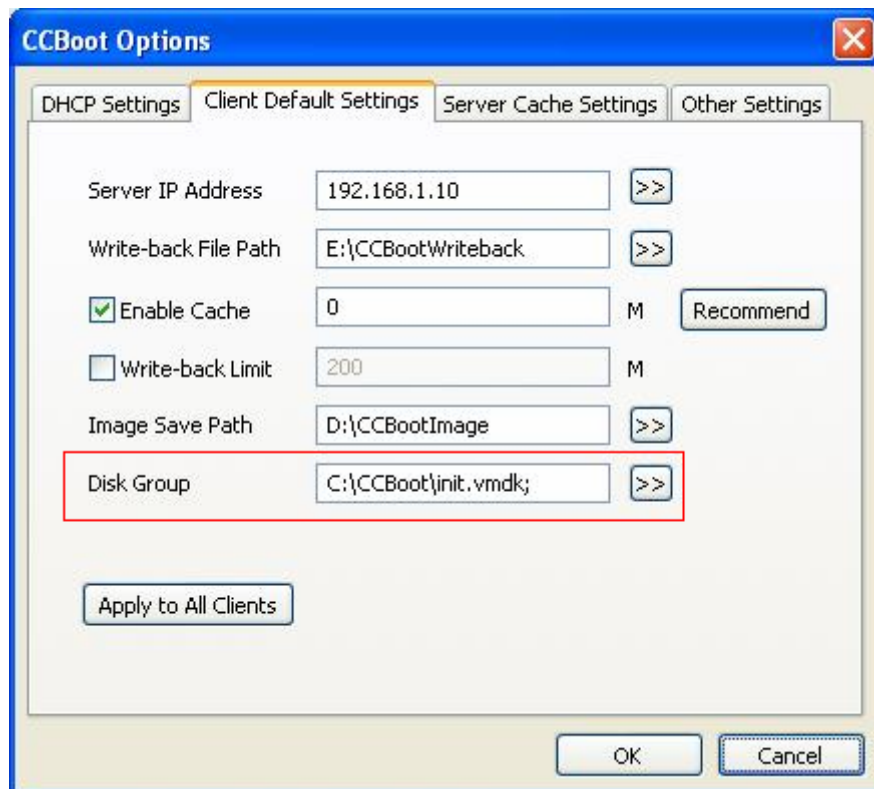 CCBoot Options
DHCP Settings Client Default Settings Server Cache Settings Other Settings
Server IP Address 192.168.1.10 >>
Write-back File Path E:\CCBootWriteback >>
Enable Cache 0 M Recommend
Write-back Limit 200 M
Image Save Path D:\CCBootImage >>
Disk Group C:\CCBoot\init.vmdk; >>
Apply to All Clients
OK Cancel